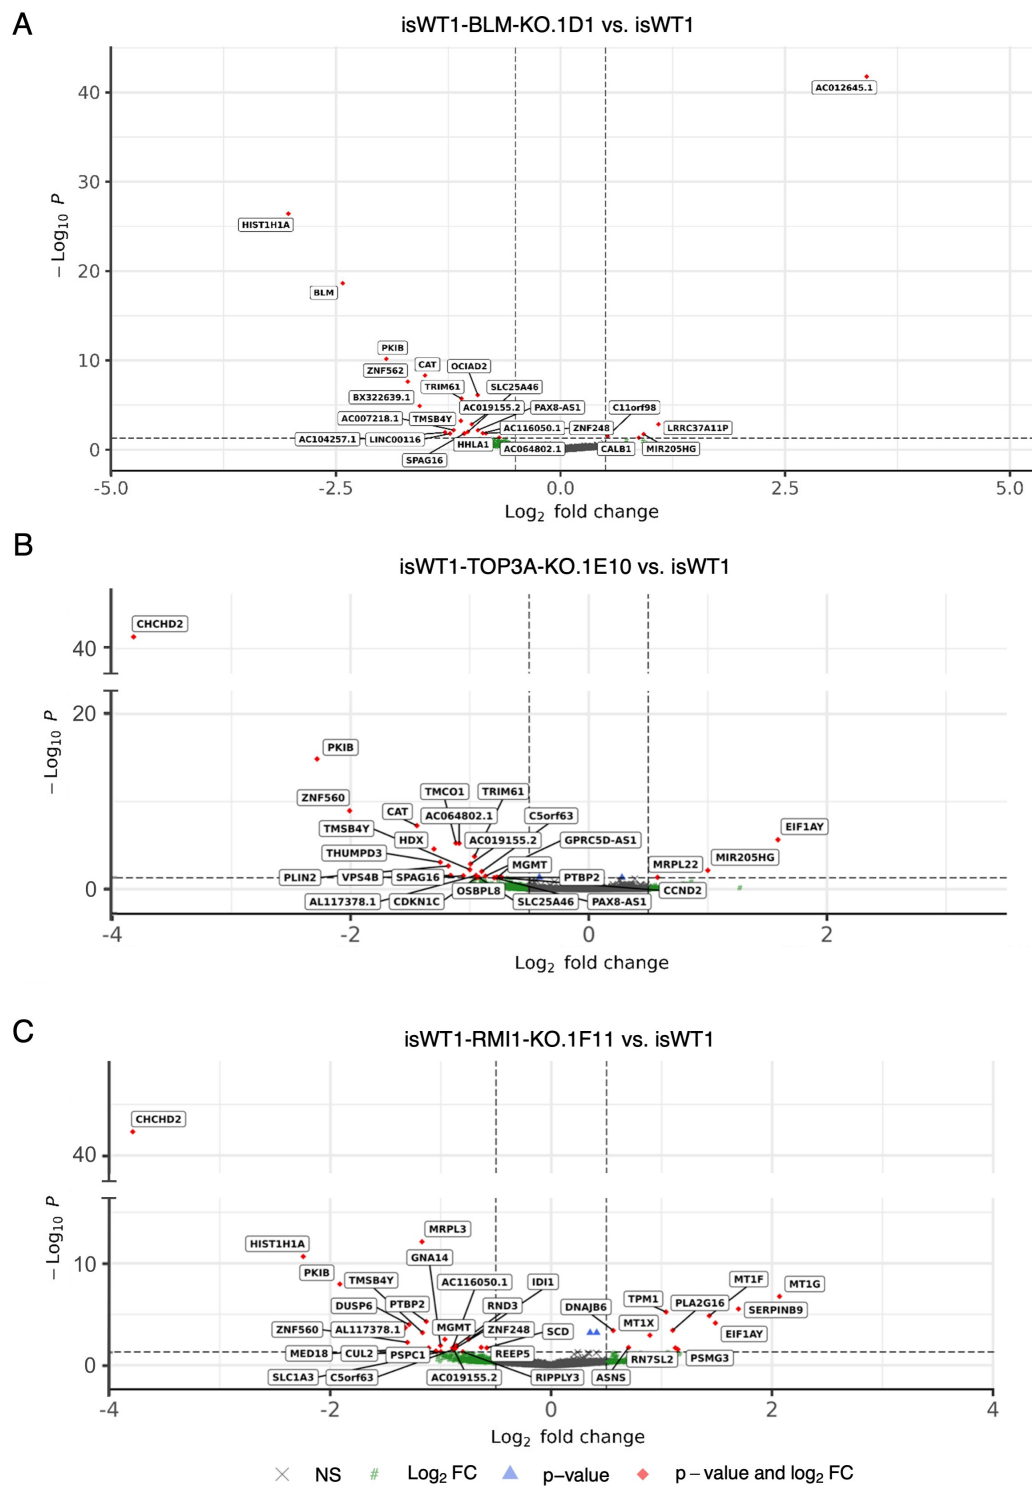 A
isWT1-BLM-KO.1D1 vs. isWT1
AC012645.1
40
30
HIST1H1A
− Log10 P
20
BLM
PKIB
10
CAT
OCIAD2
ZNF562
TRIM61
SLC25A46
BX322639.1
AC019155.2
PAX8-AS1
C11orf98
AC007218.1
TMSB4Y
AC116050.1
ZNF248
LRRC37A11P
AC104257.1
LINC00116
HHLA1
0
AC064802.1
CALB1
MIR205HG
SPAG16
-5.0
-2.5
0.0
2.5
5.0
Log2 fold change
B
isWT1-TOP3A-KO.1E10 vs. isWT1
CHCHD2
40
20
− Log10 P
PKIB
ZNF560
TMCO1
TRIM61
CAT
AC064802.1
C5orf63
TMSB4Y
EIF1AY
HDX
AC019155.2
GPRC5D-AS1
THUMPD3
MGMT
MRPL22
MIR205HG
PLIN2
VPS4B
SPAG16
PTBP2
0
OSBPL8
CCND2
AL117378.1
CDKN1C
SLC25A46
PAX8-AS1
-4
-2
0
2
Log2 fold change
C
isWT1-RMI1-KO.1F11 vs. isWT1
CHCHD2
40
− Log10 P
MRPL3
HIST1H1A
GNA14
10
PKIB
TMSB4Y
AC116050.1
IDI1
MT1F
MT1G
DUSP6
PTBP2
RND3
DNAJB6
TPM1
PLA2G16
SERPINB9
ZNF560
AL117378.1
MGMT
ZNF248
SCD
MT1X
EIF1AY
MED18
CUL2
PSPC1
REEP5
RN7SL2
PSMG3
0
SLC1A3
C5orf63
AC019155.2
RIPPLY3
ASNS
-4
-2
0
2
4
Log2 fold change
NS
# Log2 FC
p−value
p − value and log2 FC